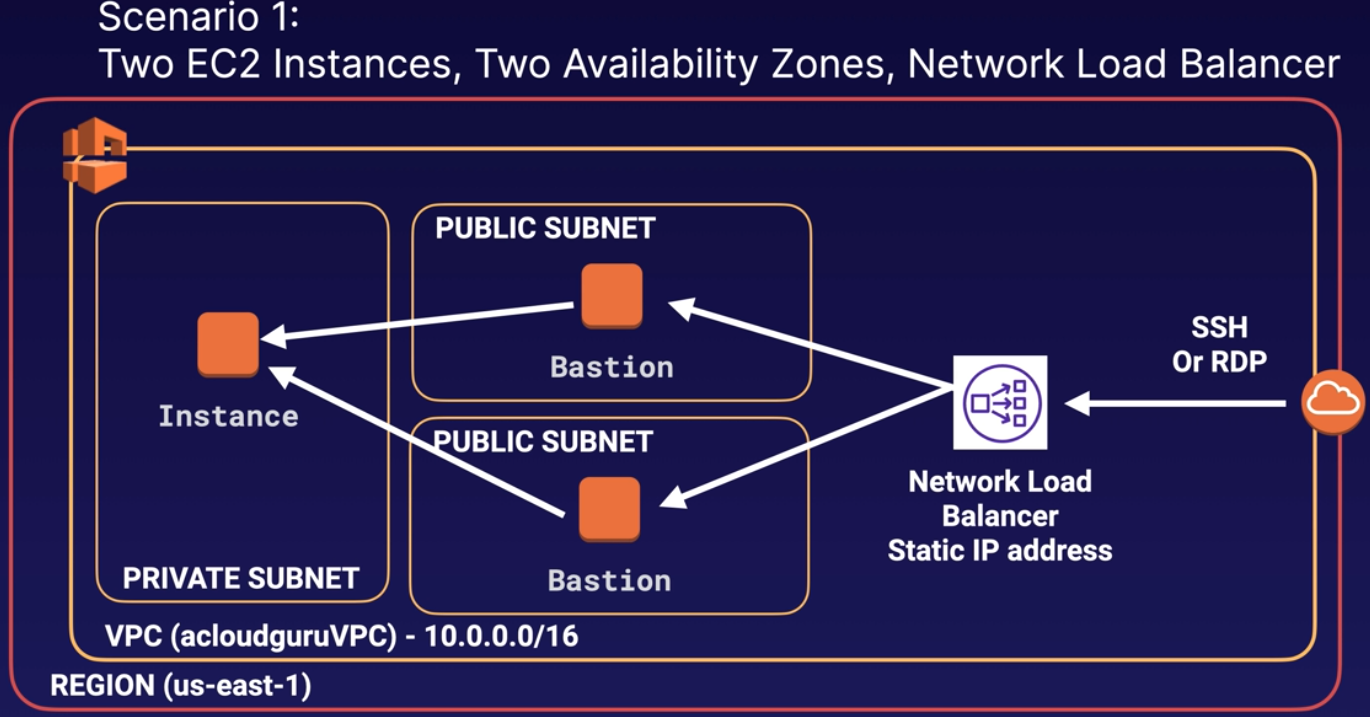 Scenario 1:
Two EC2 Instances, Two Availability Zones, Network Load Balancer
PUBLIC SUBNET
Bastion
Instance
PUBLIC SUBNET
Bastion
PRIVATE SUBNET
SSH
Or RDP
Network Load
Balancer
Static IP address
VPC (acloudguruVPC) - 10.0.0.0/16
REGION (us-east-1)